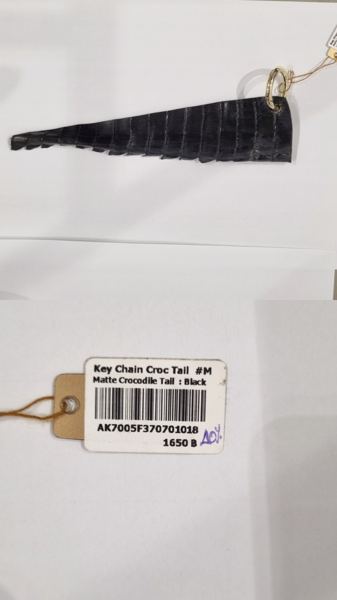 Key Chain Croc Tail #M
Matte Crocodile Tail : Black
AK7005F370701018
1650 B